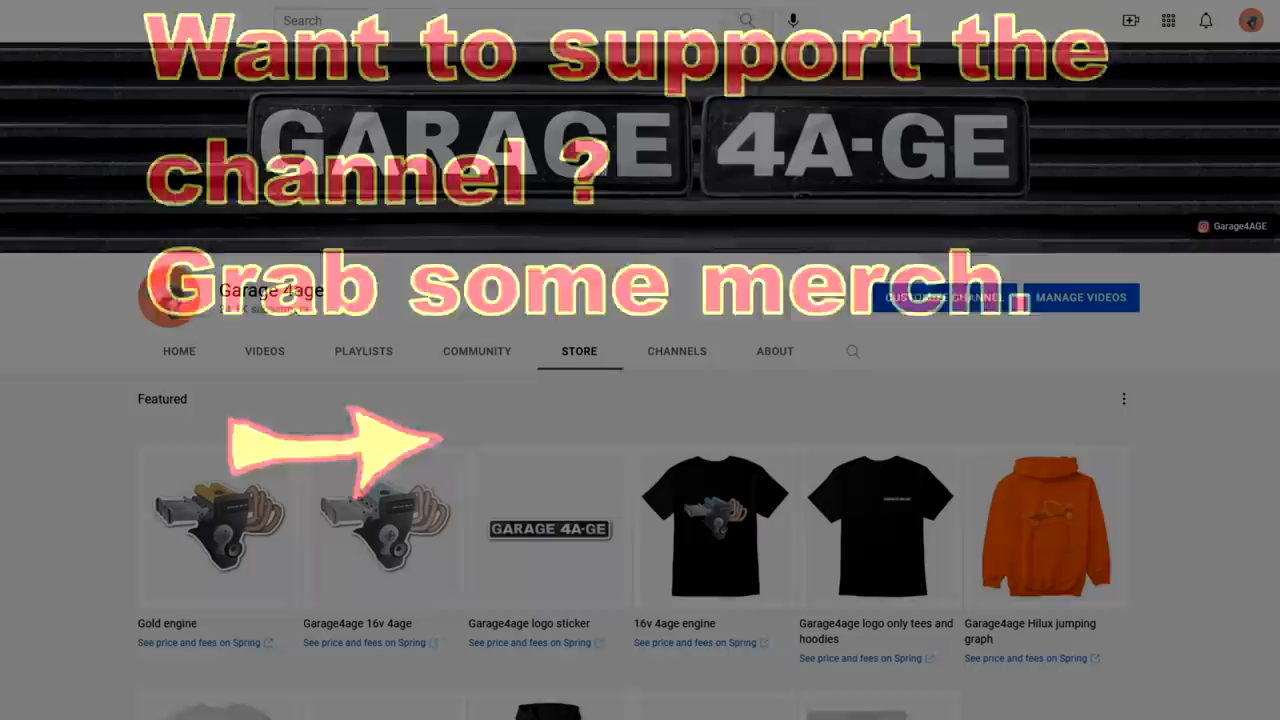 Search
Want to support the
channel ?
Grab some merch.
GARAGE 4A-GE
Garage4AGE
Garage 4age
CUSTOMIZE CHANNEL
MANAGE VIDEOS
HOME VIDEOS PLAYLISTS COMMUNITY STORE CHANNELS ABOUT
Featured
GARAGE 4A-GE
Gold engine
See price and fees on Spring
Garage4age 16v 4age
See price and fees on Spring
Garage4age logo sticker
See price and fees on Spring
16v 4age engine
See price and fees on Spring
Garage4age logo only tees and
hoodies
See price and fees on Spring
Garage4age Hilux jumping
graph
See price and fees on Spring